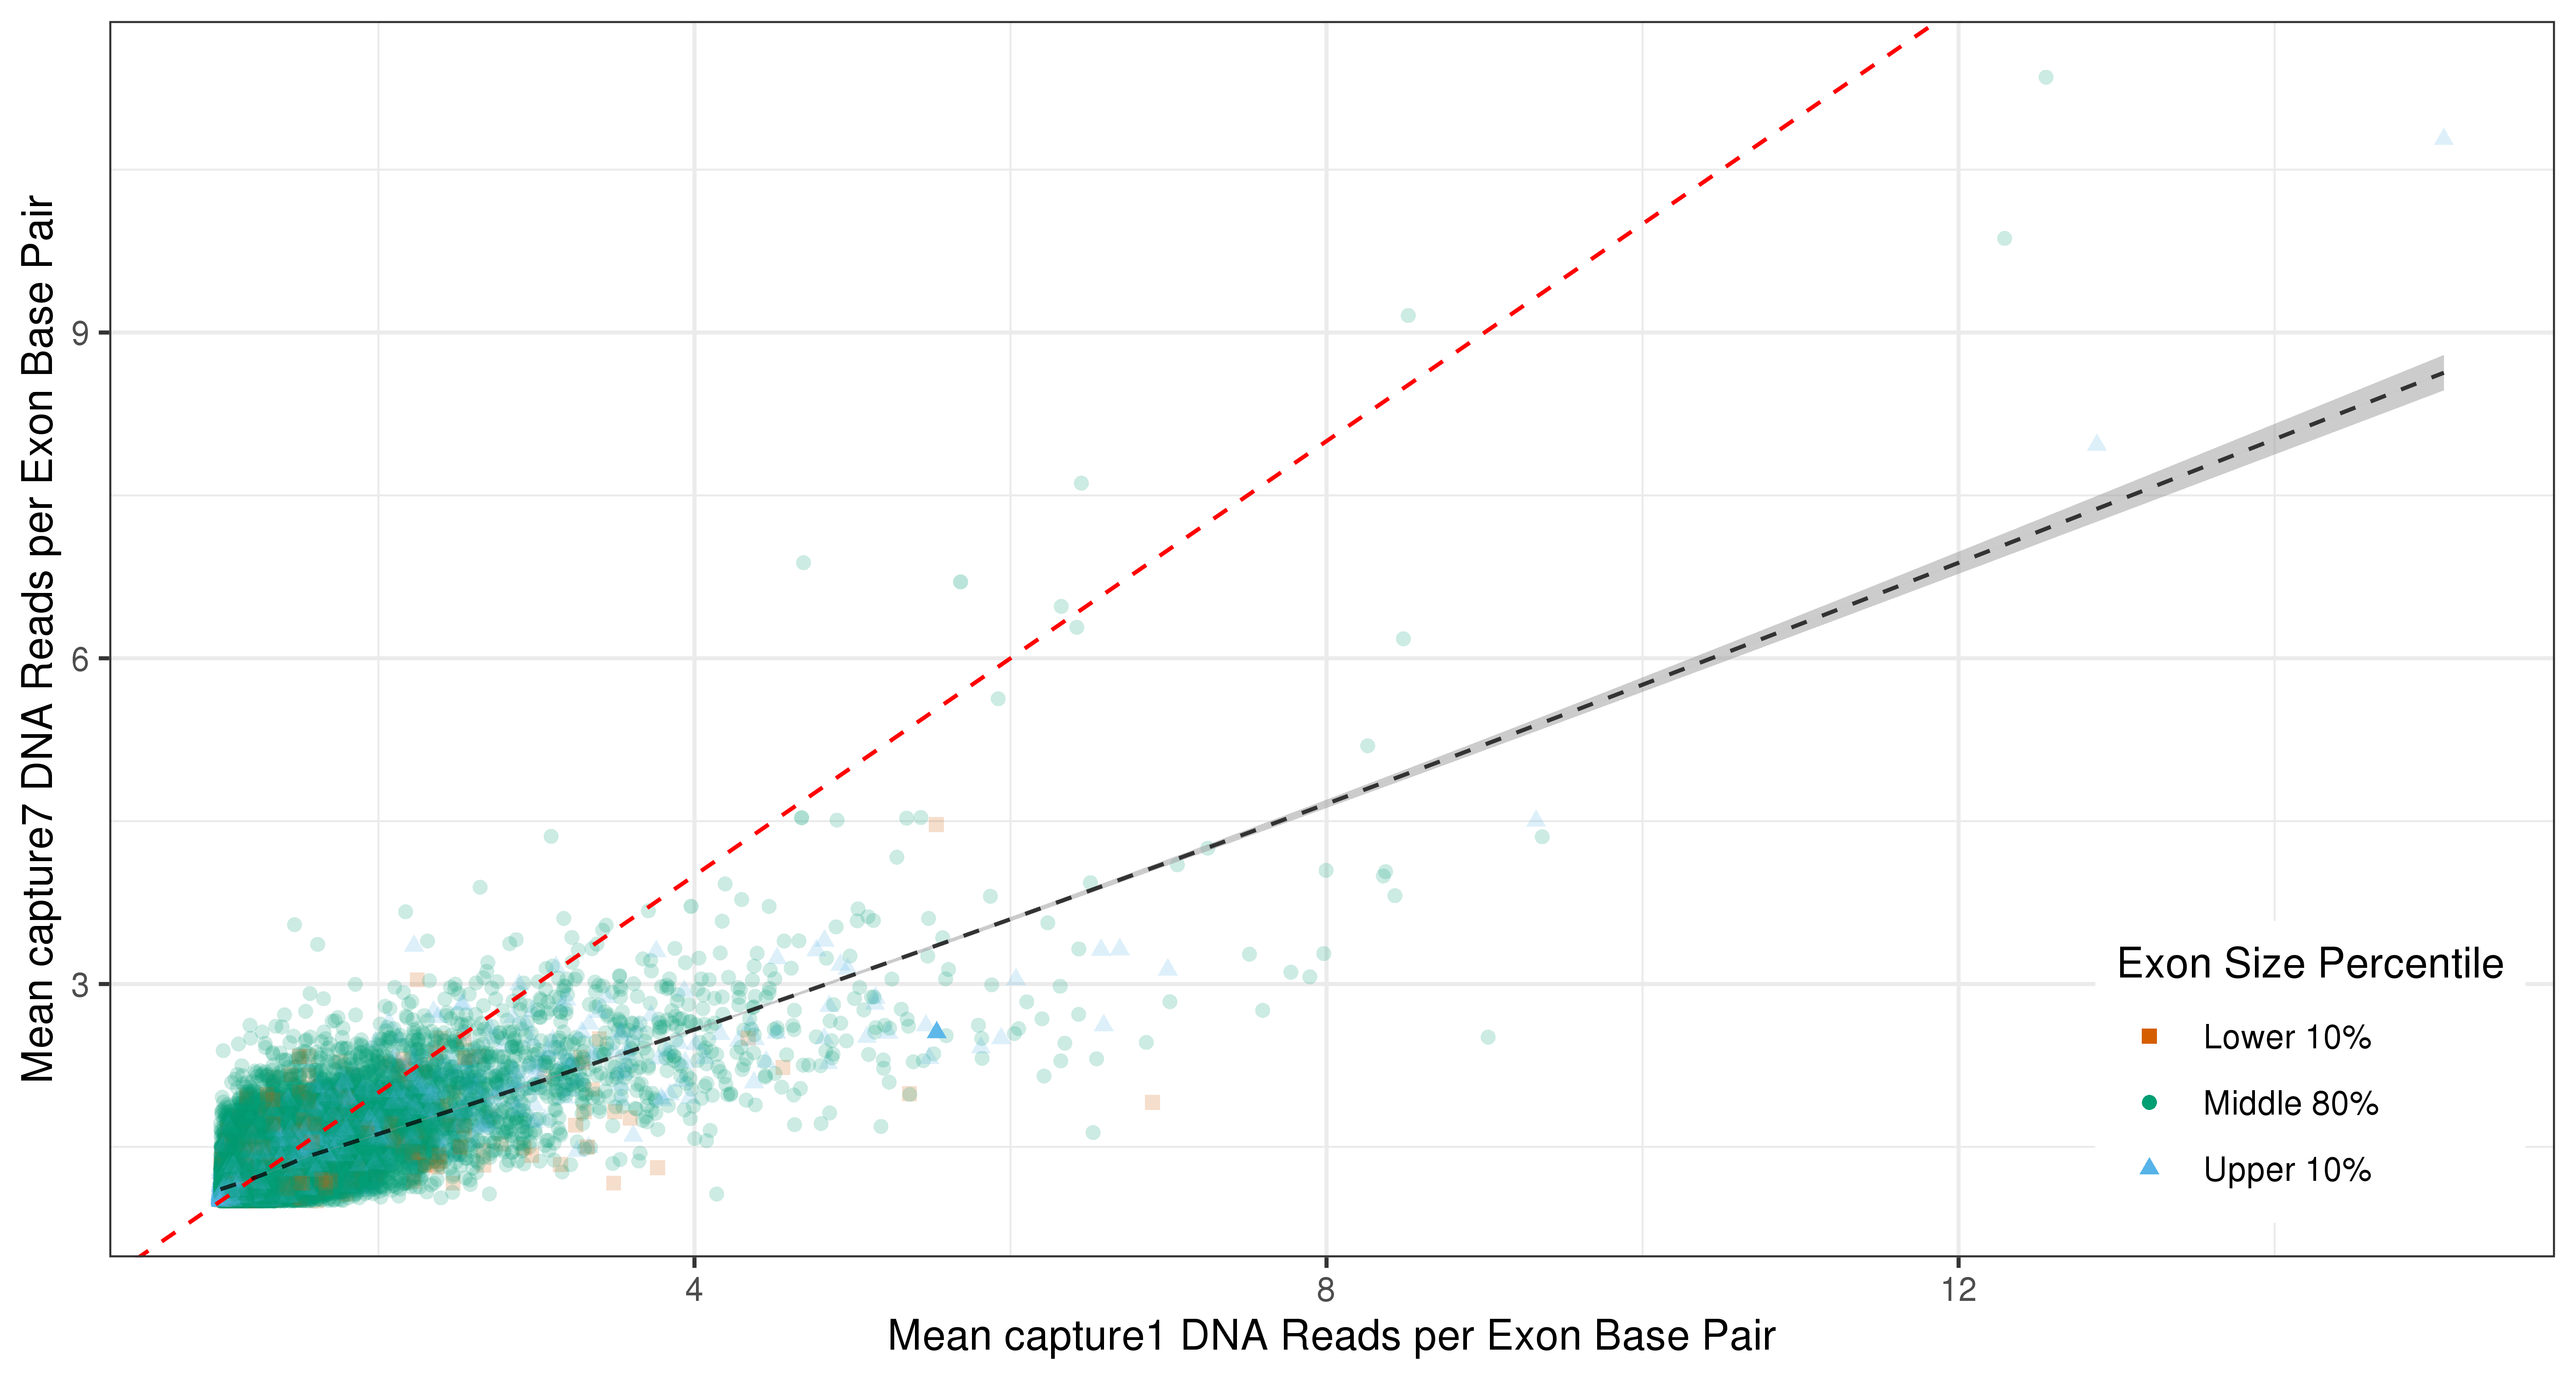 Mean capture7 DNA Reads per Exon Base Pair
9
6
3
4
8
12
Mean capture1 DNA Reads per Exon Base Pair
Exon Size Percentile
Lower 10%
Middle 80%
Upper 10%